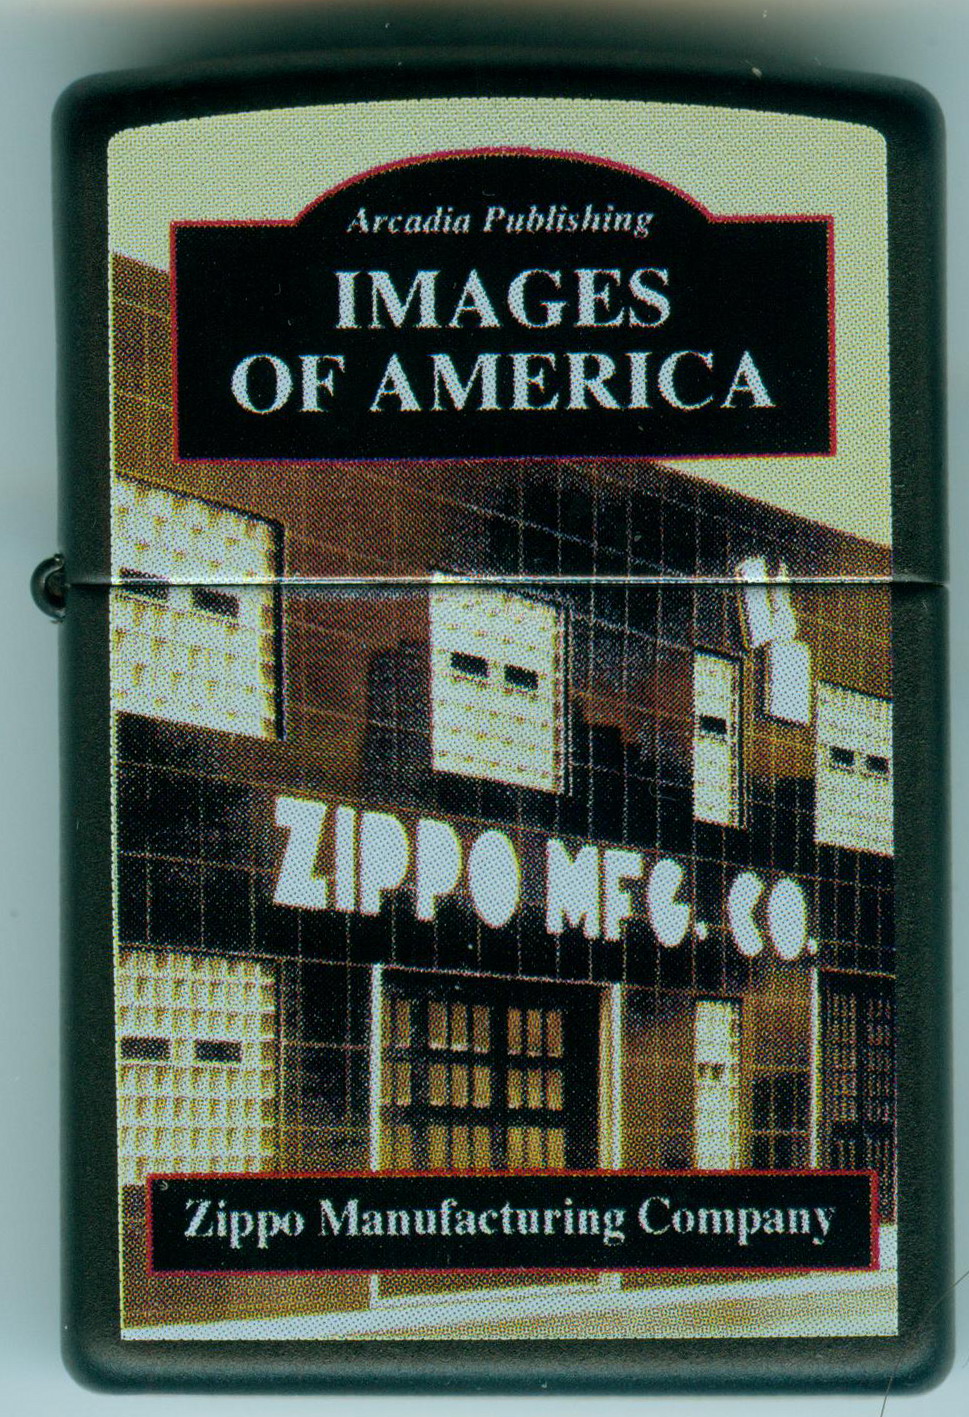 Arcadia Publishing
IMAGES
OF AMERICA
ZIPPO MFG. CO.
Zippo Manufacturing Company